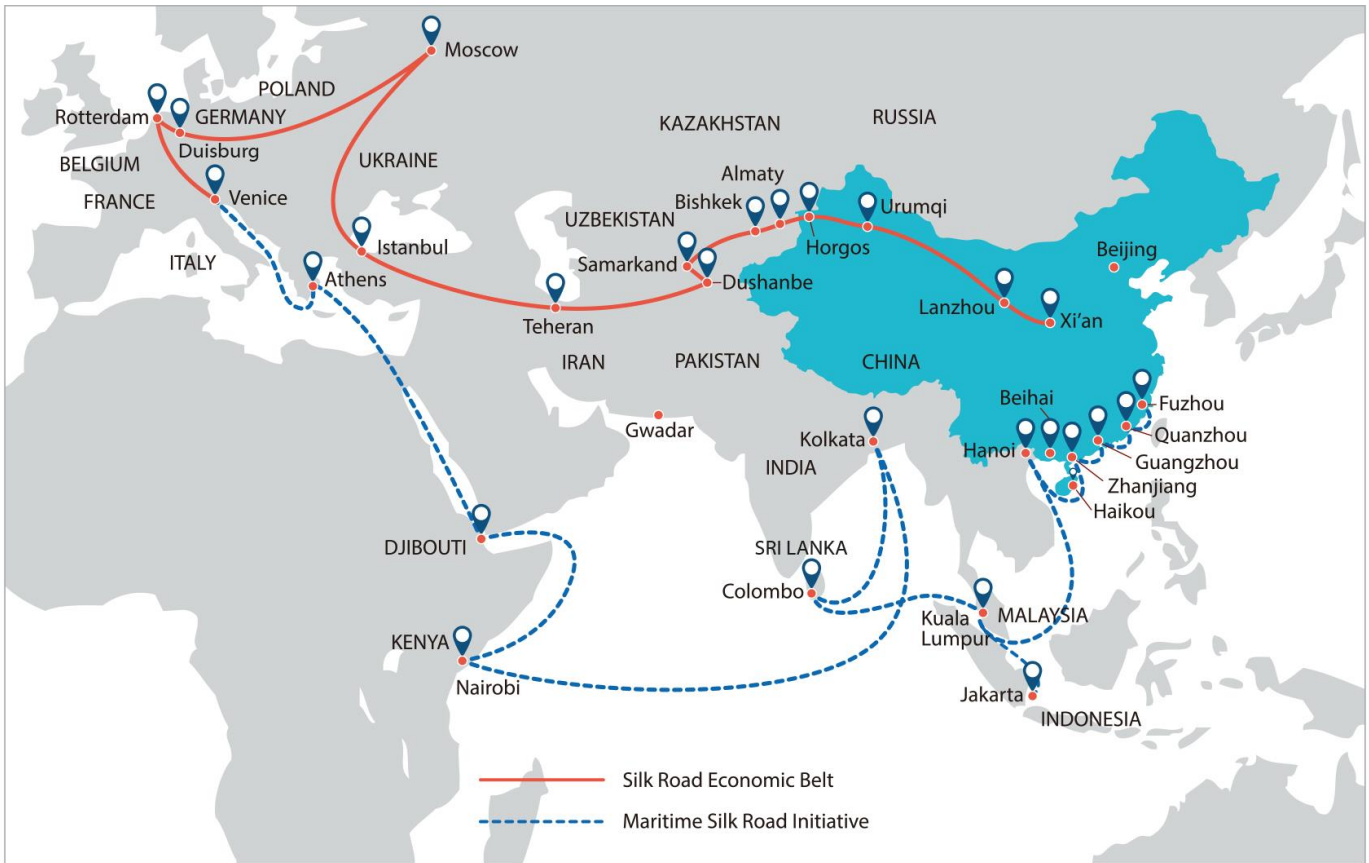 Moscow
POLAND
Rotterdam
GERMANY
Duisburg
KAZAKHSTAN
RUSSIA
BELGIUM
UKRAINE
Almaty
FRANCE
Venice
Bishkek
Urumqi
UZBEKISTAN
Horgos
ITALY
Istanbul
Athens
Samarkand
Dushanbe
Beijing
Teheran
Lanzhou
Xi'an
IRAN
PAKISTAN
CHINA
Beihai
Fuzhou
Gwadar
Kolkata
Hanoi
Quanzhou
INDIA
Guangzhou
Zhanjiang
Haikou
DJIBOUTI
SRI LANKA
Colombo
Kuala
Lumpur
MALAYSIA
KENYA
Nairobi
Jakarta
INDONESIA
Silk Road Economic Belt
Maritime Silk Road Initiative